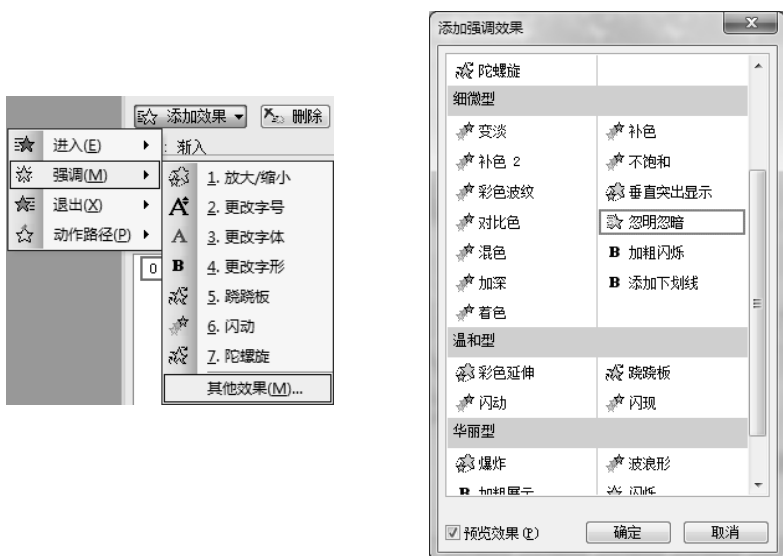 添加效果 删除
: 渐入
进入(E)
强调(M)
退出(X)
动作路径(P)
0
1. 放大/缩小
2. 更改字号
3. 更改字体
4. 更改字形
5. 跷跷板
6. 闪动
7. 陀螺旋
其他效果(M)...
添加强调效果
陀螺旋
细微型
变淡 补色
补色 2 不饱和
彩色波纹 垂直突出显示
对比色 忽明忽暗
混色 加粗闪烁
加深 添加下划线
着色
温和型
彩色延伸 跷跷板
闪动 闪现
华丽型
爆炸 波浪形
加粗展示 闪烁
预览效果(P) 确定 取消